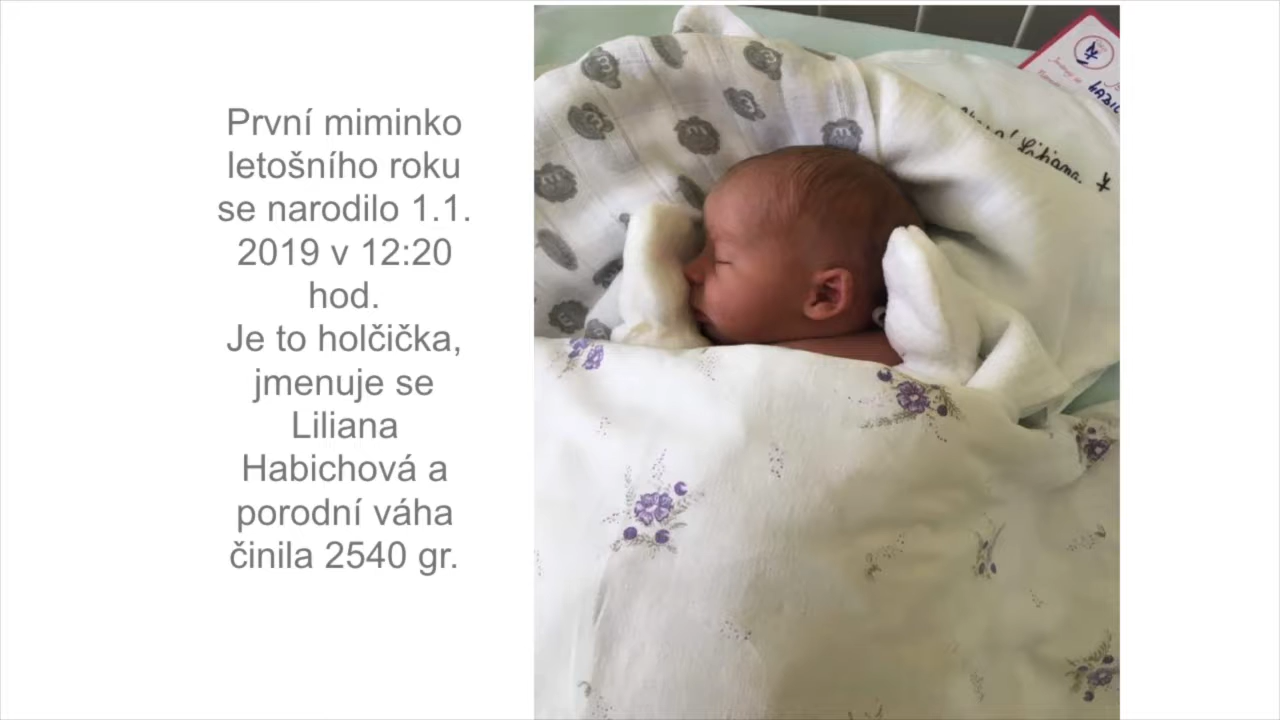 První miminko
letošního roku
se narodilo 1.1.
2019 v 12:20
hod.
Je to holčička,
jmenuje se
Liliana
Habichová a
porodní váha
činila 2540 gr.
Liliana